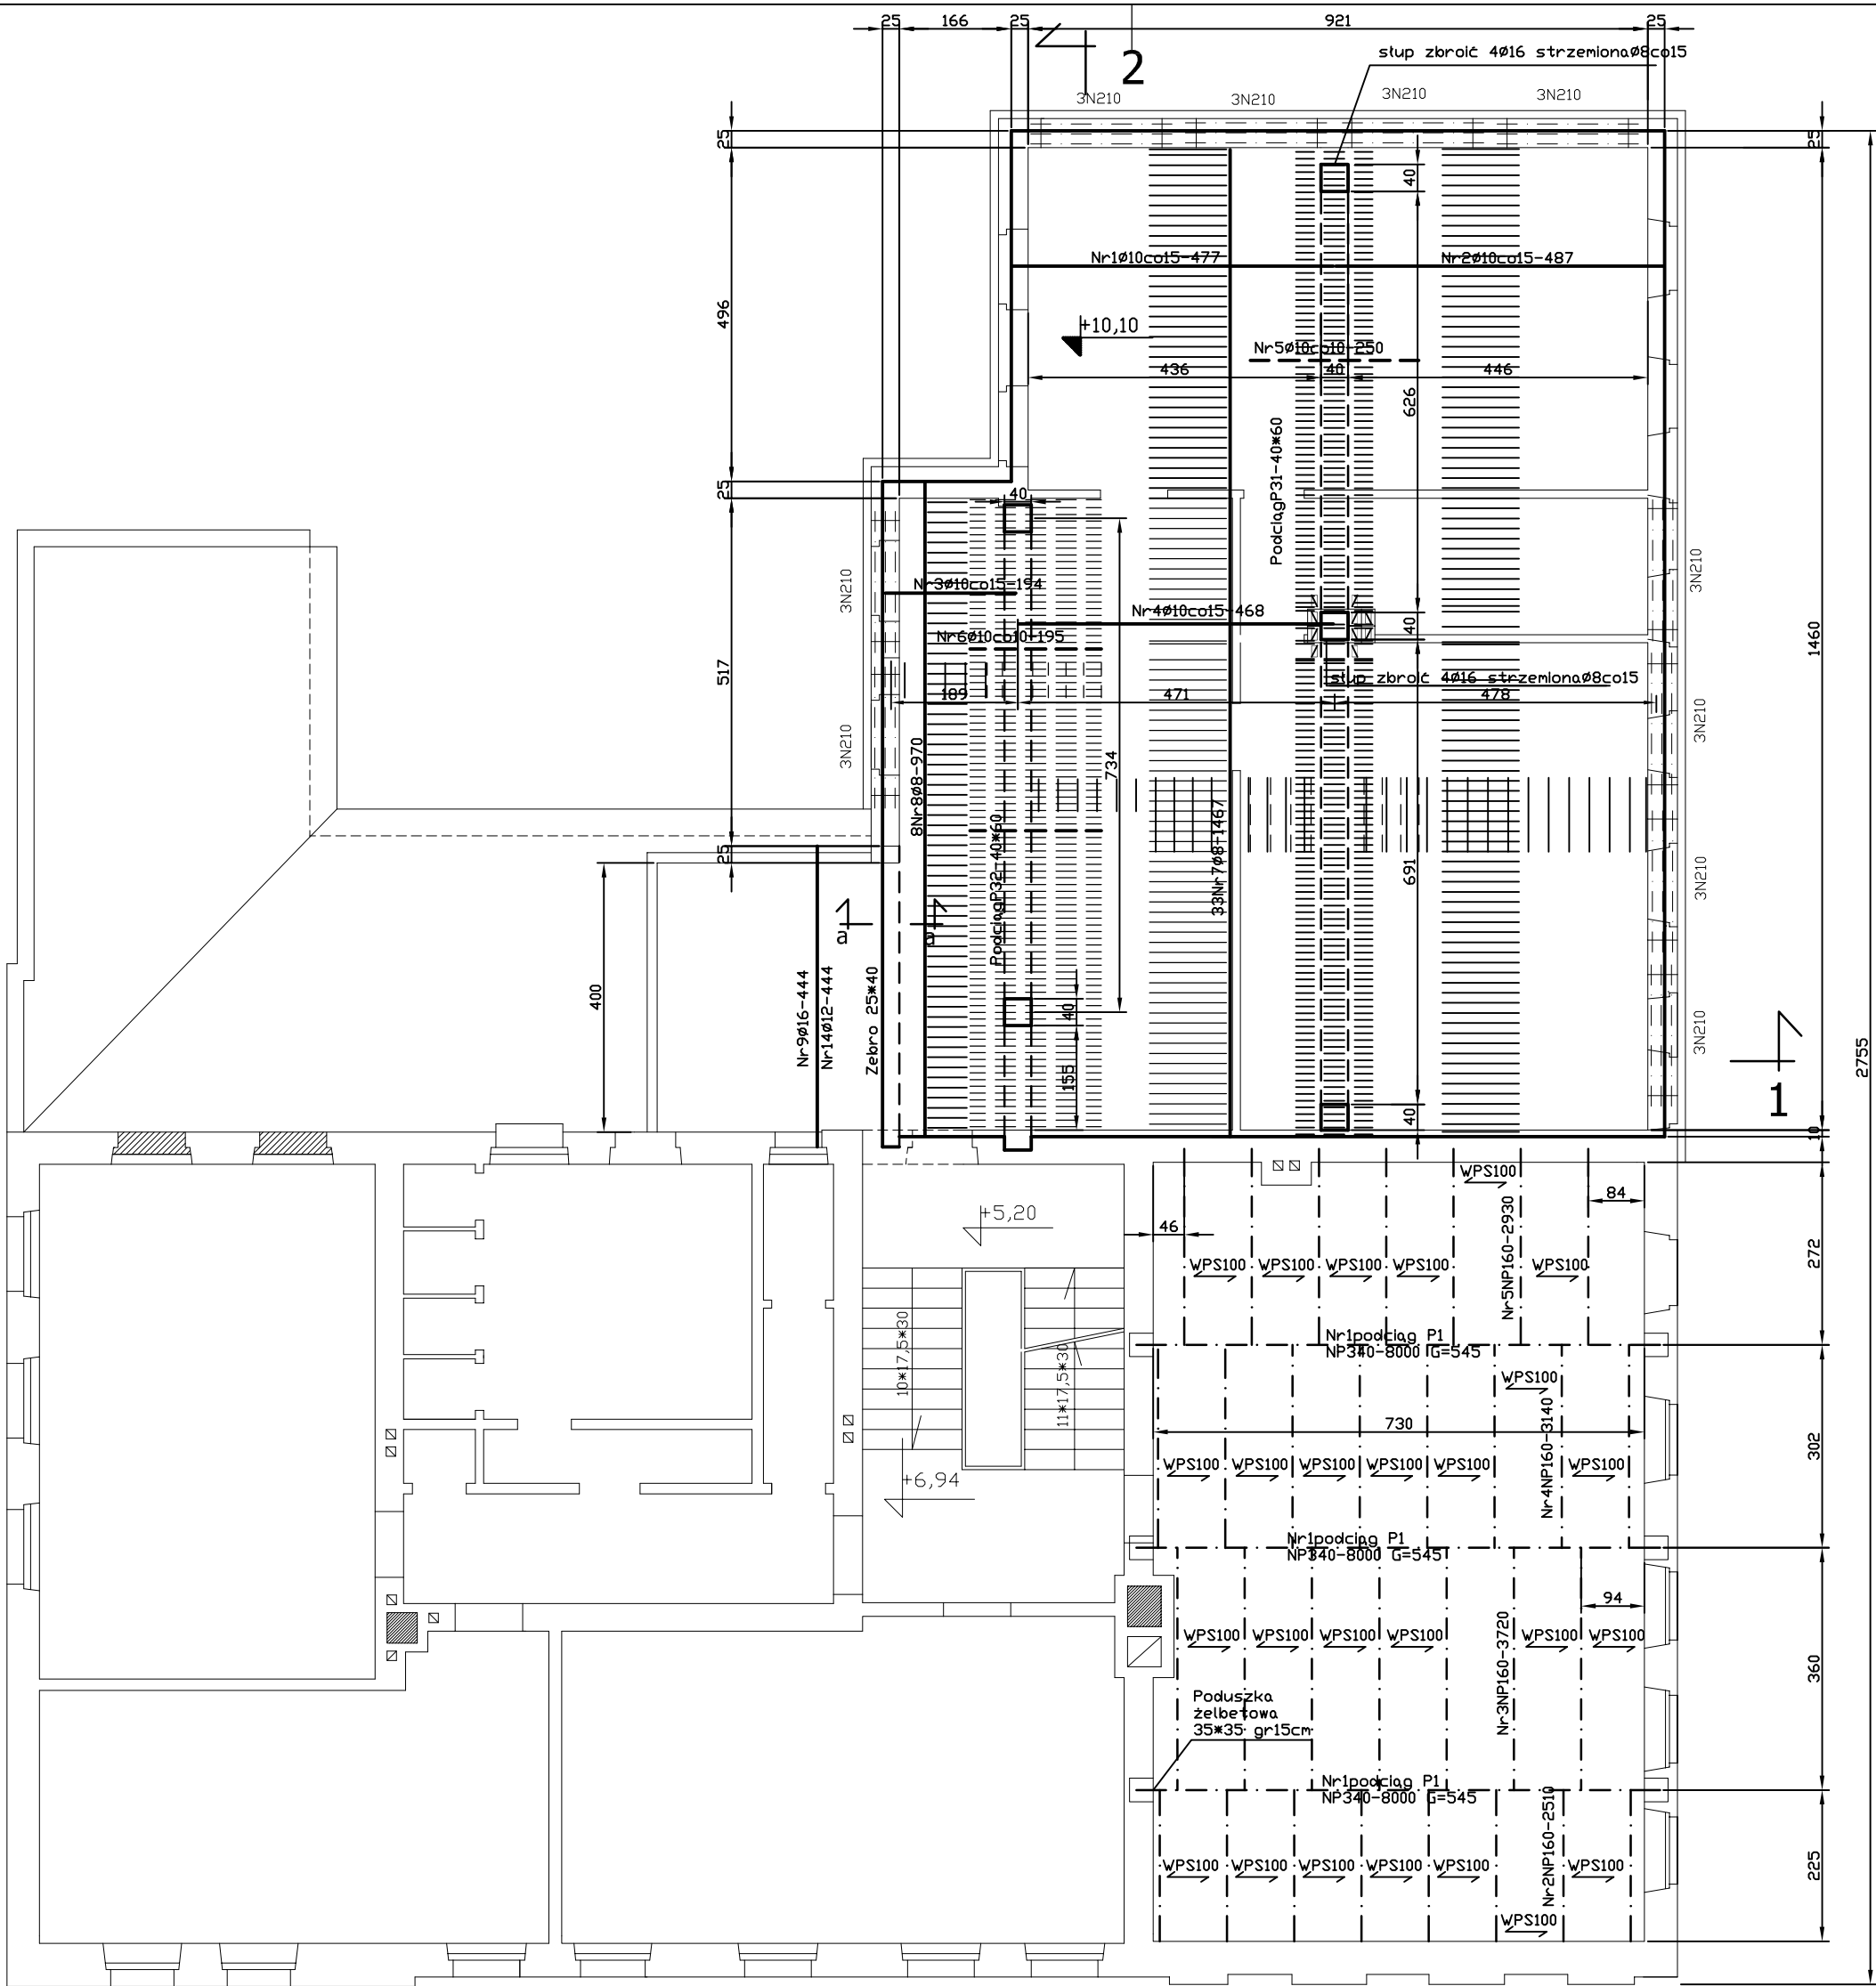 25
166
25
921
25
2
słup zbroić 4Ø16 strzemionaØ8co15
3N210
3N210
3N210
3N210
25
25
40
496
Nr1Ø10co15-477
Nr2Ø10co15-487
+10,10
Nr5Ø10co10-250
436
40
446
626
PodciągP31-40*60
25
40
3N210
3N210
Nr3Ø10co15-194
Nr4Ø10co15-468
40
Nr6Ø10co10-195
1460
517
słup zbroić 4Ø16 strzemionaØ8co15
189
471
478
3N210
3N210
734
8Nr8Ø8-970
33Nr7Ø8-1467
691
3N210
25
PodciągP32-40*60
a
a
400
Nr9Ø16-444
Nr14Ø12-444
Żebro 25*40
40
155
3N210
2755
1
40
10
WPS100
84
+5,20
46
Nr5NP160-2930
272
WPS100
WPS100
WPS100
WPS100
WPS100
10*17,5*30
11*17,5*30
Nr1podciąg P1
NP340-8000 G=545
WPS100
730
Nr4NP160-3140
302
WPS100
WPS100
WPS100
WPS100
WPS100
WPS100
+6,94
Nr1podciąg P1
NP340-8000 G=545
94
WPS100
WPS100
WPS100
WPS100
WPS100
WPS100
Nr3NP160-3720
360
Poduszka
żelbetowa
35*35 gr15cm
Nr1podciąg P1
NP340-8000 G=545
Nr2NP160-2510
225
WPS100
WPS100
WPS100
WPS100
WPS100
WPS100
WPS100